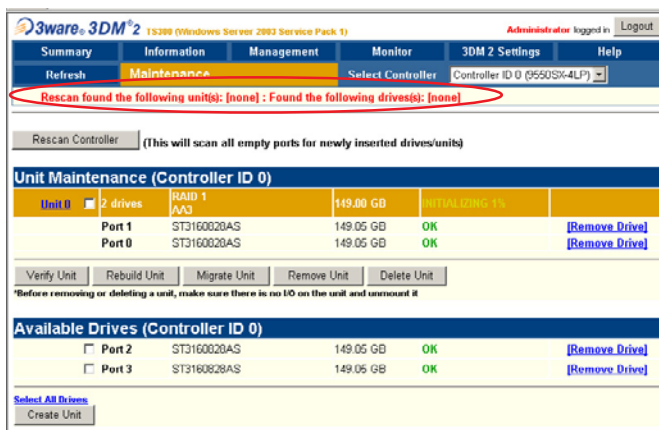 3ware® 3DM®2 TS300 (Windows Server 2003 Service Pack 1) Administrator logged in Logout
Summary Information Management Monitor 3DM 2 Settings Help
Refresh Maintenance Select Controller Controller ID 0 (9550SX-4LP)
Rescan found the following unit(s): [none] : Found the following drives(s): [none]
Rescan Controller (This will scan all empty ports for newly inserted drives/units)
Unit Maintenance (Controller ID 0)
Unit 0 2 drives RAID 1 149.00 GB INITIALIZING 1%
Port 1 ST3160828AS 149.05 GB OK [Remove Drive]
Port 0 ST3160828AS 149.05 GB OK [Remove Drive]
Verify Unit Rebuild Unit Migrate Unit Remove Unit Delete Unit
*Before removing or deleting a unit, make sure there is no I/O on the unit and unmount it
Available Drives (Controller ID 0)
Port 2 ST3160828AS 149.05 GB OK [Remove Drive]
Port 3 ST3160828AS 149.05 GB OK [Remove Drive]
Select All Drives
Create Unit